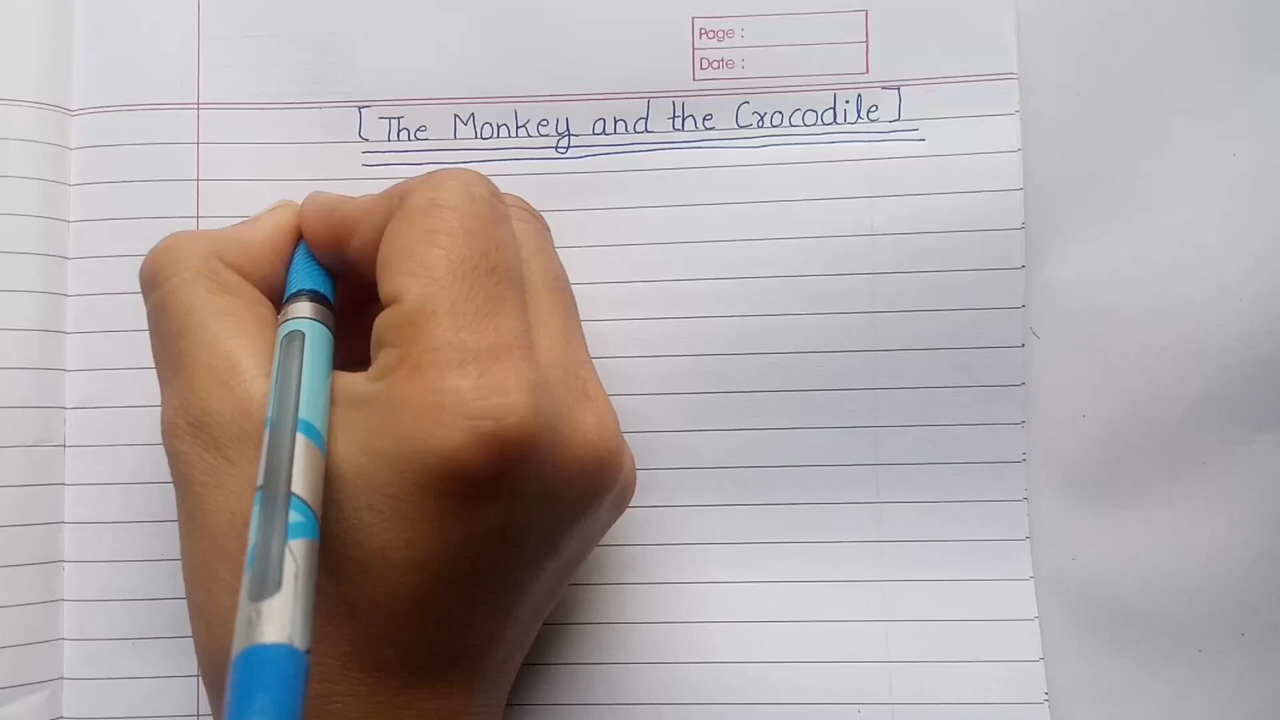 Page :
Date :
[The Monkey and the Crocodile]